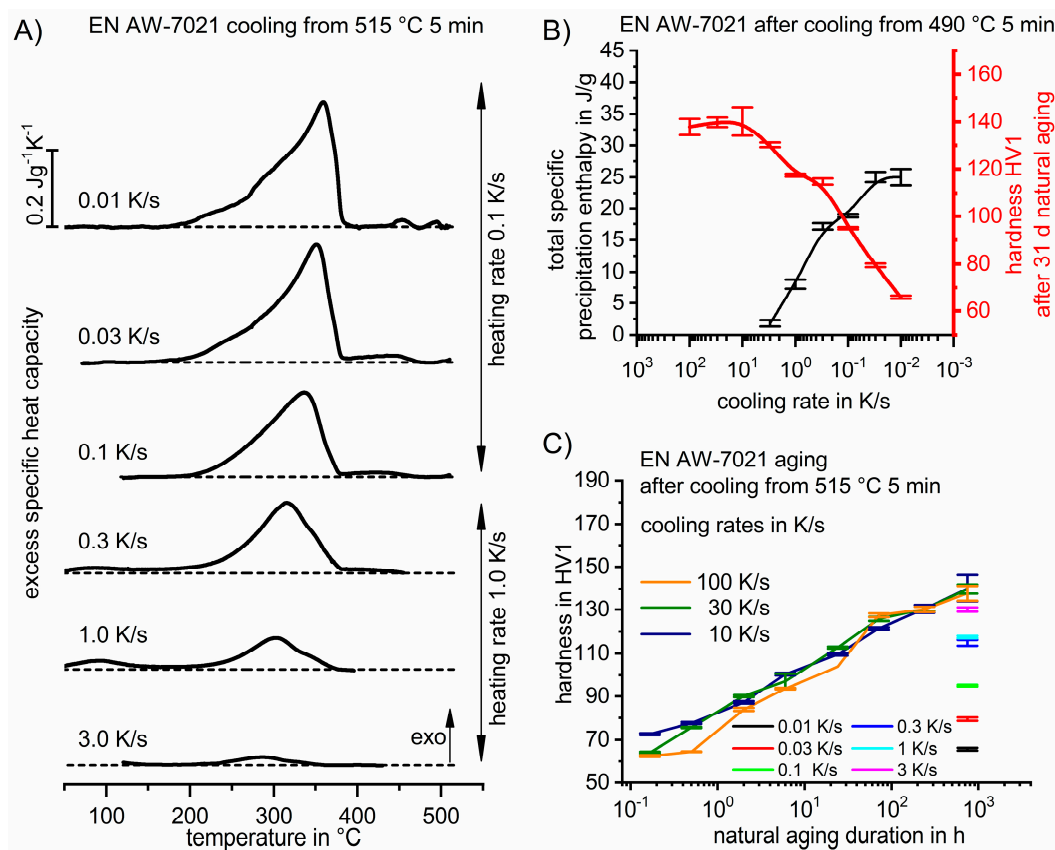 A)
EN AW-7021 cooling from 515 °C 5 min
excess specific heat capacity
0.2 Jg⁻¹K⁻¹
0.01 K/s
0.03 K/s
0.1 K/s
0.3 K/s
1.0 K/s
3.0 K/s
heating rate 0.1 K/s
heating rate 1.0 K/s
exo
100 200 300 400 500
temperature in °C
B)
EN AW-7021 after cooling from 490 °C 5 min
total specific
precipitation enthalpy in J/g
45
40
35
30
25
20
15
10
5
0
140
120
100
80
60
160
hardness HV1
after 31 d natural aging
10³ 10² 10¹ 10⁰ 10⁻¹ 10⁻² 10⁻³
cooling rate in K/s
C)
EN AW-7021 aging
after cooling from 515 °C 5 min
cooling rates in K/s
100 K/s
30 K/s
10 K/s
0.01 K/s
0.03 K/s
0.1 K/s
0.3 K/s
1 K/s
3 K/s
hardness in HV1
190
170
150
130
110
90
70
50
10⁻¹ 10⁰ 10¹ 10² 10³
natural aging duration in h